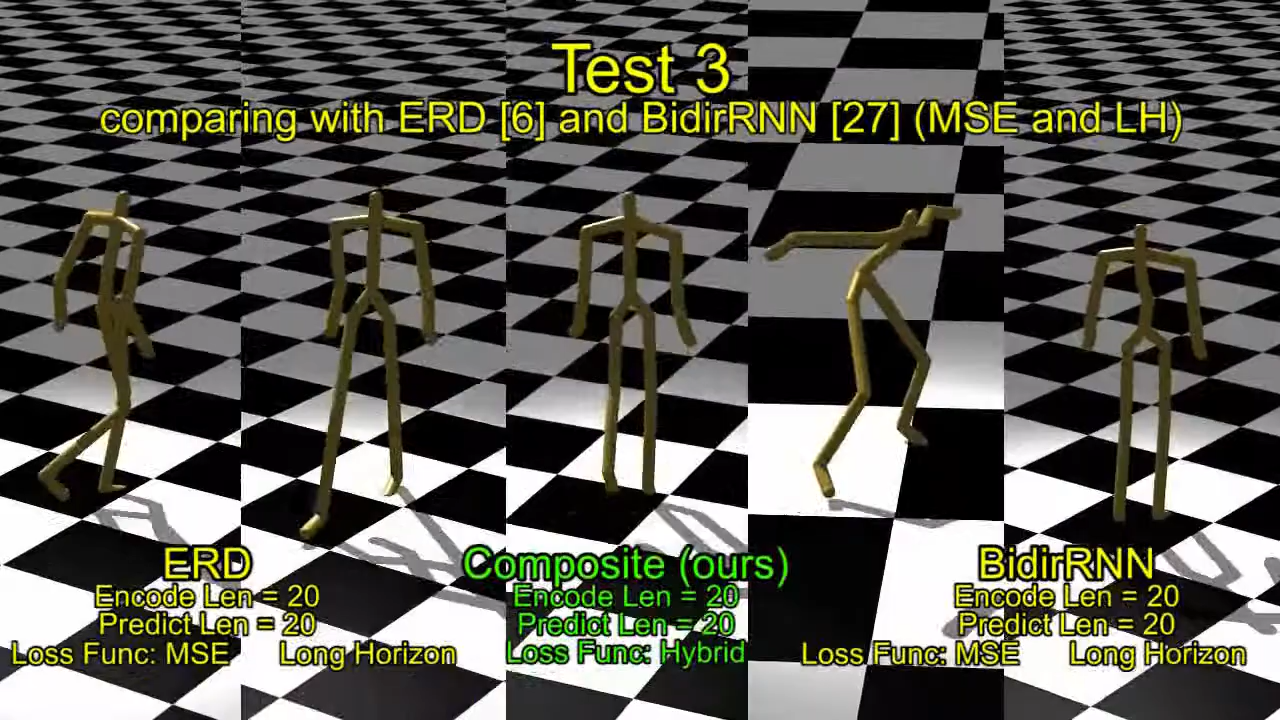 Test 3
comparing with ERD [6] and BidirRNN [27] (MSE and LH)
ERD
Encode Len = 20
Predict Len = 20
Loss Func: MSE
Long Horizon
Composite (ours)
Encode Len = 20
Predict Len = 20
Loss Func: Hybrid
BidirRNN
Encode Len = 20
Predict Len = 20
Loss Func: MSE
Long Horizon